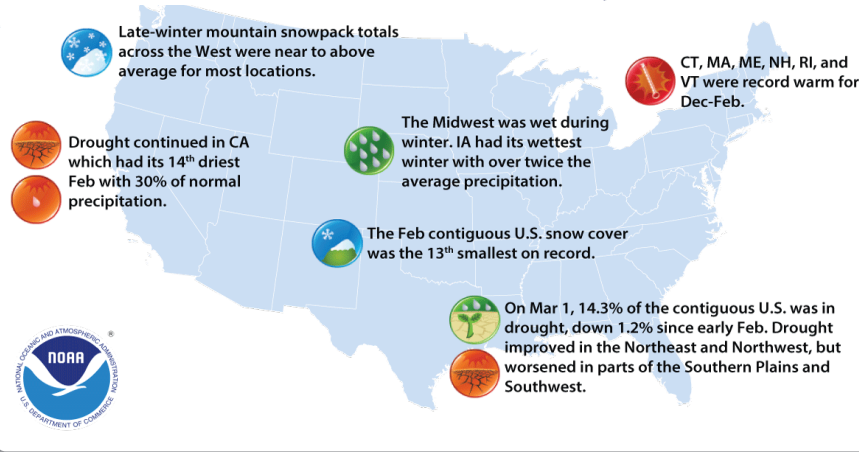 Late-winter mountain snowpack totals
across the West were near to above
average for most locations.
CT, MA, ME, NH, RI, and
VT were record warm for
Dec-Feb.
The Midwest was wet during
winter. IA had its wettest
winter with over twice the
average precipitation.
Drought continued in CA
which had its 14th driest
Feb with 30% of normal
precipitation.
The Feb contiguous U.S. snow cover
was the 13th smallest on record.
On Mar 1, 14.3% of the contiguous U.S. was in
drought, down 1.2% since early Feb. Drought
improved in the Northeast and Northwest, but
worsened in parts of the Southern Plains and
Southwest.
NATIONAL OCEANIC AND ATMOSPHERIC ADMINISTRATION
®
NOAA
U.S. DEPARTMENT OF COMMERCE